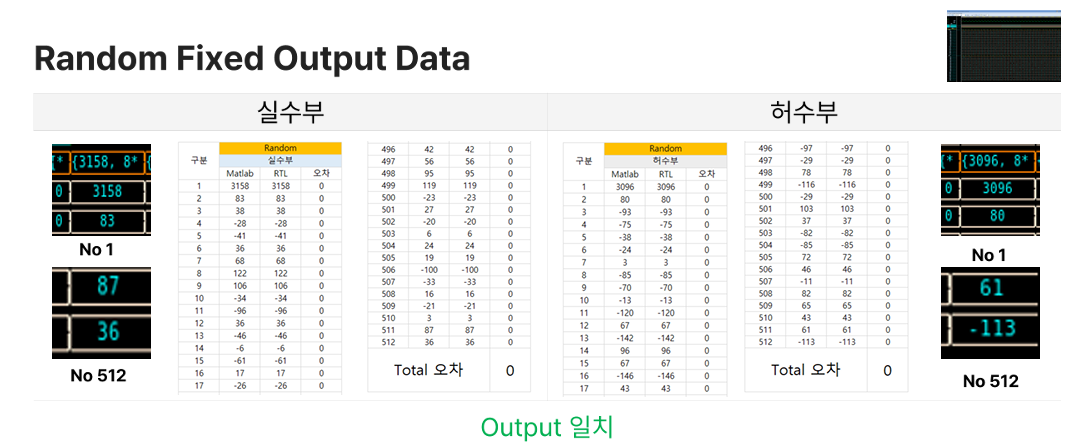 Random Fixed Output Data
실수부
허수부
{* {3158, 8* {
0 3158
0 83
No 1
87
36
No 512
Random
구분 실수부
Matlab RTL 오차
1 3158 3158 0
2 83 83 0
3 38 38 0
4 -28 -28 0
5 -41 -41 0
6 36 36 0
7 68 68 0
8 122 122 0
9 106 106 0
10 -34 -34 0
11 -96 -96 0
12 36 36 0
13 -46 -46 0
14 -6 -6 0
15 -61 -61 0
16 17 17 0
17 -26 -26 0
496 42 42 0
497 56 56 0
498 95 95 0
499 119 119 0
500 -23 -23 0
501 27 27 0
502 -20 -20 0
503 6 6 0
504 24 24 0
505 19 19 0
506 -100 -100 0
507 -33 -33 0
508 16 16 0
509 -21 -21 0
510 3 3 0
511 87 87 0
512 36 36 0
Total 오차 0
Random
구분 허수부
Matlab RTL 오차
1 3096 3096 0
2 80 80 0
3 -93 -93 0
4 -75 -75 0
5 -38 -38 0
6 -24 -24 0
7 3 3 0
8 -85 -85 0
9 -70 -70 0
10 -13 -13 0
11 -120 -120 0
12 67 67 0
13 -142 -142 0
14 96 96 0
15 67 67 0
16 -146 -146 0
17 43 43 0
496 -97 -97 0
497 -29 -29 0
498 78 78 0
499 -116 -116 0
500 -29 -29 0
501 103 103 0
502 37 37 0
503 -82 -82 0
504 -85 -85 0
505 72 72 0
506 46 46 0
507 -11 -11 0
508 82 82 0
509 65 65 0
510 43 43 0
511 61 61 0
512 -113 -113 0
Total 오차 0
{* {3096, 8*
0 3096
0 80
No 1
61
-113
No 512
Output 일치